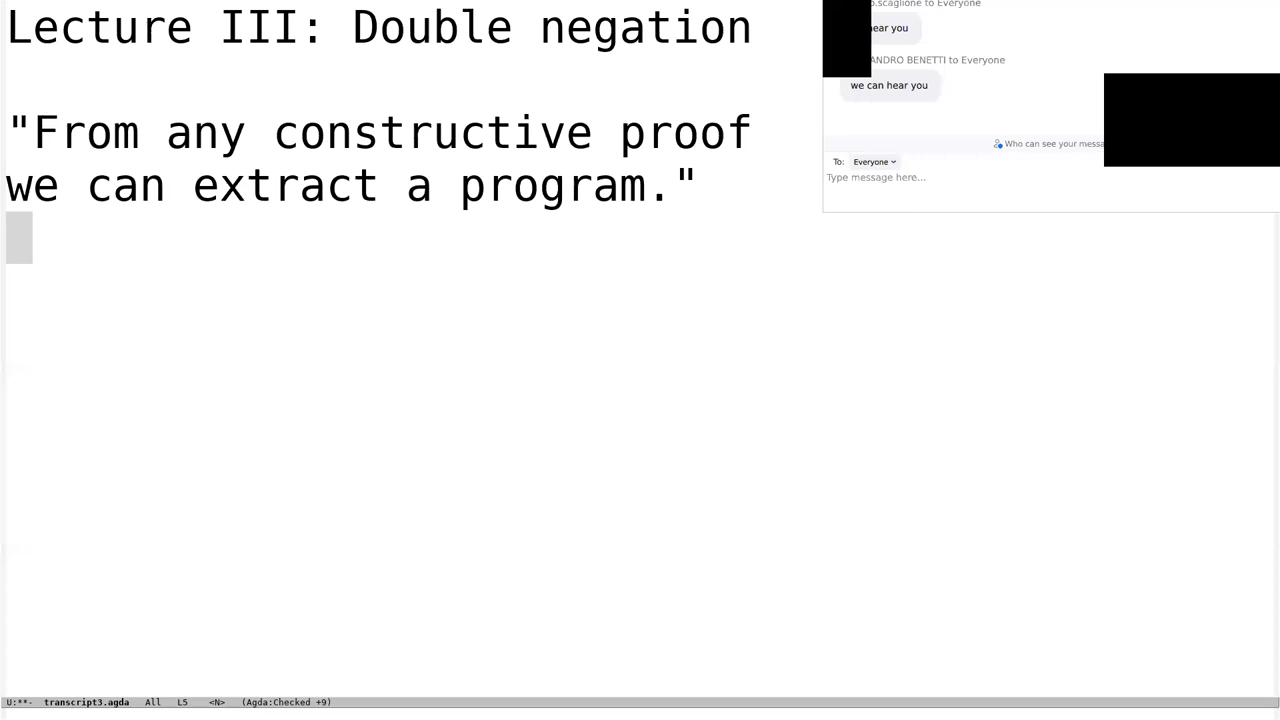 Lecture III: Double negation
"From any constructive proof
we can extract a program."
o.scaglione to Everyone
hear you
ANDRO BENETTI to Everyone
we can hear you
Who can see your messa
To: Everyone
Type message here...
U:**- transcript3.agda All L5 <N> (Agda:Checked +9)